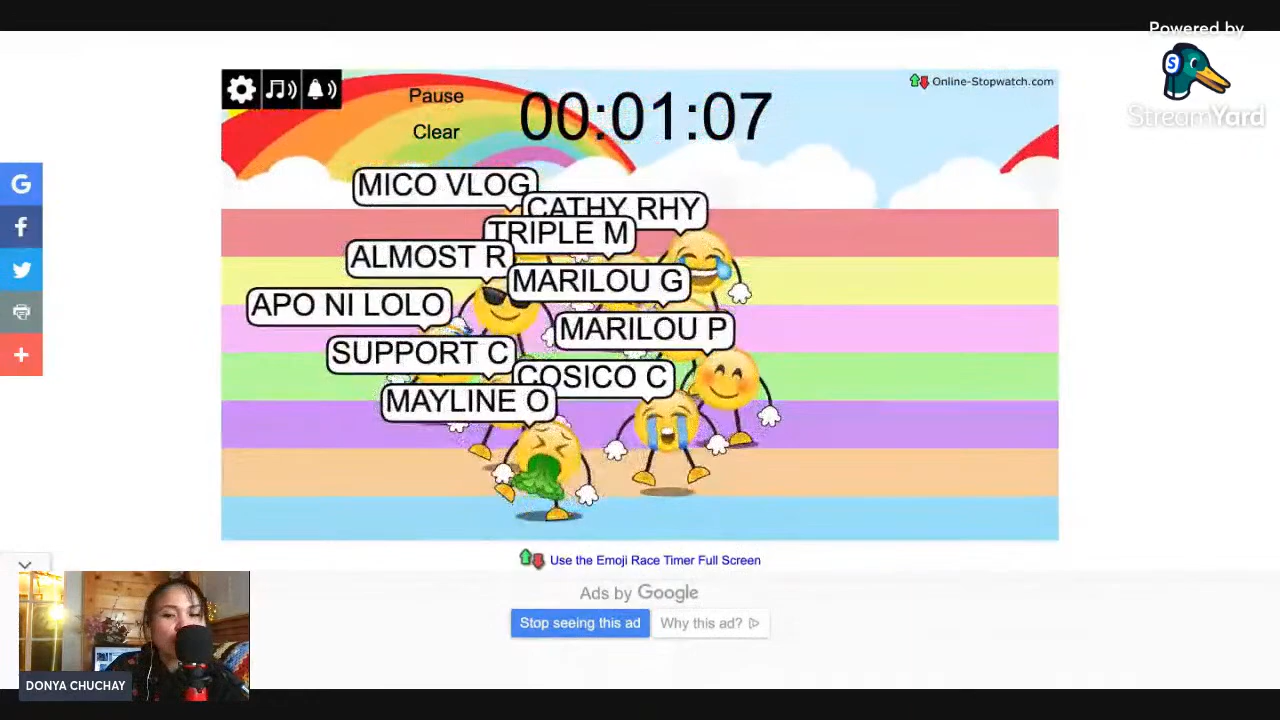 Powered by
StreamYard
Online-Stopwatch.com
Pause
Clear
00:01:07
MICO VLOG
CATHY RHY
TRIPLE M
ALMOST R
MARILOU G
APO NI LOLO
MARILOU P
SUPPORT C
COSICO C
MAYLINE O
Use the Emoji Race Timer Full Screen
Ads by Google
Stop seeing this ad
Why this ad?
DONYA CHUCHAY